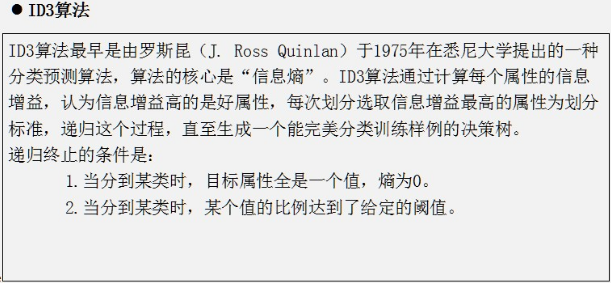 ● ID3算法
ID3算法最早是由罗斯昆（J. Ross Quinlan）于1975年在悉尼大学提出的一种
分类预测算法，算法的核心是“信息熵”。ID3算法通过计算每个属性的信息
增益，认为信息增益高的是好属性，每次划分选取信息增益最高的属性为划分
标准，递归这个过程，直至生成一个能完美分类训练样例的决策树。
递归终止的条件是：
1.当分到某类时，目标属性全是一个值，熵为0。
2.当分到某类时，某个值的比例达到了给定的阈值。